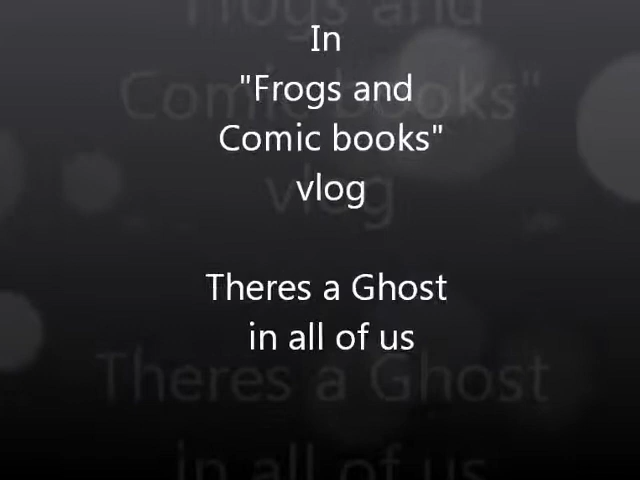 In
"Frogs and
Comic books"
vlog
Theres a Ghost
in all of us